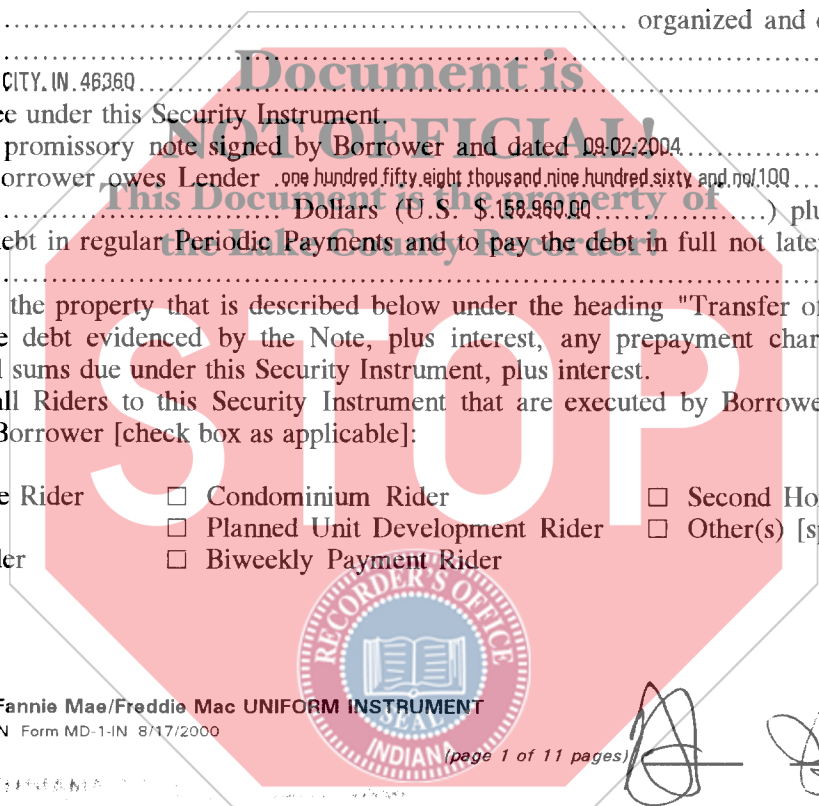 organized and
Document is
CITY, IN 46360
under this Security Instrument.
NOT OFFICIAL!
promissory note signed by Borrower and dated 09-02-2004
orrower owes Lender one hundred fifty eight thousand nine hundred sixty and no/100
This Document is the property of
Dollars (U.S. $ 158,960.00 ) plu
ebt in regular Periodic Payments and to pay the debt in full not late
the Lake County Recorder!
the property that is described below under the heading "Transfer of
e debt evidenced by the Note, plus interest, any prepayment char
l sums due under this Security Instrument, plus interest.
all Riders to this Security Instrument that are executed by Borrowe
Borrower [check box as applicable]:
STOP
e Rider □ Condominium Rider □ Second Ho
□ Planned Unit Development Rider □ Other(s) [s
der □ Biweekly Payment Rider
RECORDER'S OFFICE
SEAL
INDIANA
Fannie Mae/Freddie Mac UNIFORM INSTRUMENT
N Form MD-1-IN 8/17/2000
(page 1 of 11 pages)